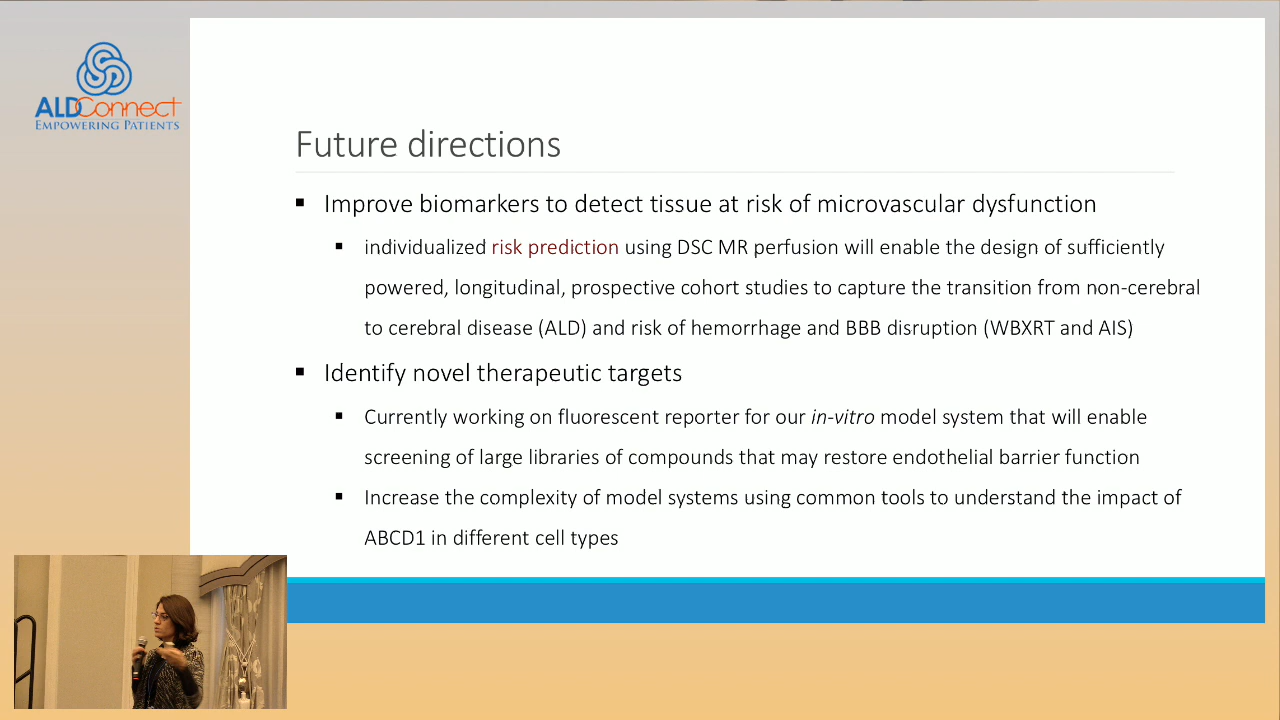 ALDConnect
EMPOWERING PATIENTS
Future directions
▪ Improve biomarkers to detect tissue at risk of microvascular dysfunction
▪ individualized risk prediction using DSC MR perfusion will enable the design of sufficiently
powered, longitudinal, prospective cohort studies to capture the transition from non-cerebral
to cerebral disease (ALD) and risk of hemorrhage and BBB disruption (WBXRT and AIS)
▪ Identify novel therapeutic targets
▪ Currently working on fluorescent reporter for our in-vitro model system that will enable
screening of large libraries of compounds that may restore endothelial barrier function
▪ Increase the complexity of model systems using common tools to understand the impact of
ABCD1 in different cell types